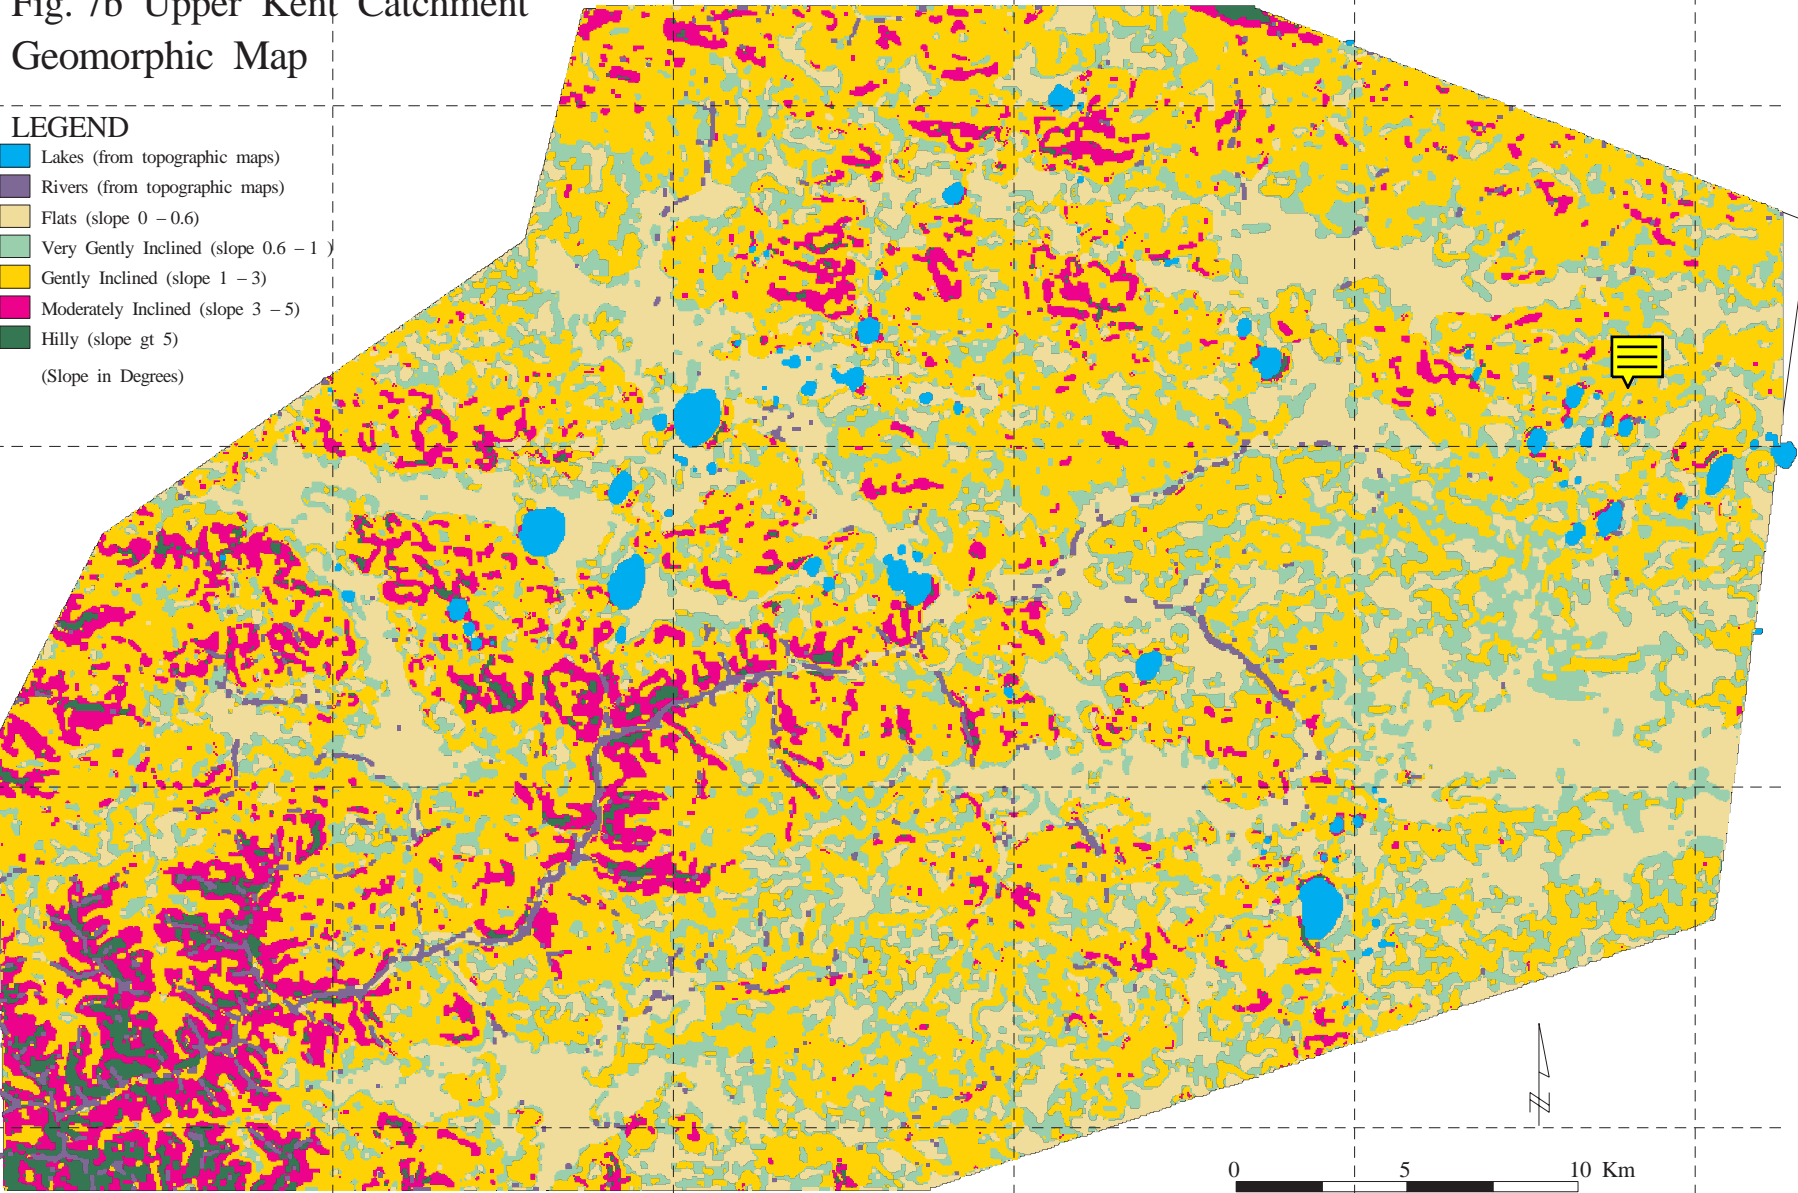 Fig. 7b Upper Kent Catchment
Geomorphic Map
LEGEND
Lakes (from topographic maps)
Rivers (from topographic maps)
Flats (slope 0 – 0.6)
Very Gently Inclined (slope 0.6 – 1 )
Gently Inclined (slope 1 – 3)
Moderately Inclined (slope 3 – 5)
Hilly (slope gt 5)
(Slope in Degrees)
N
0 5 10 Km